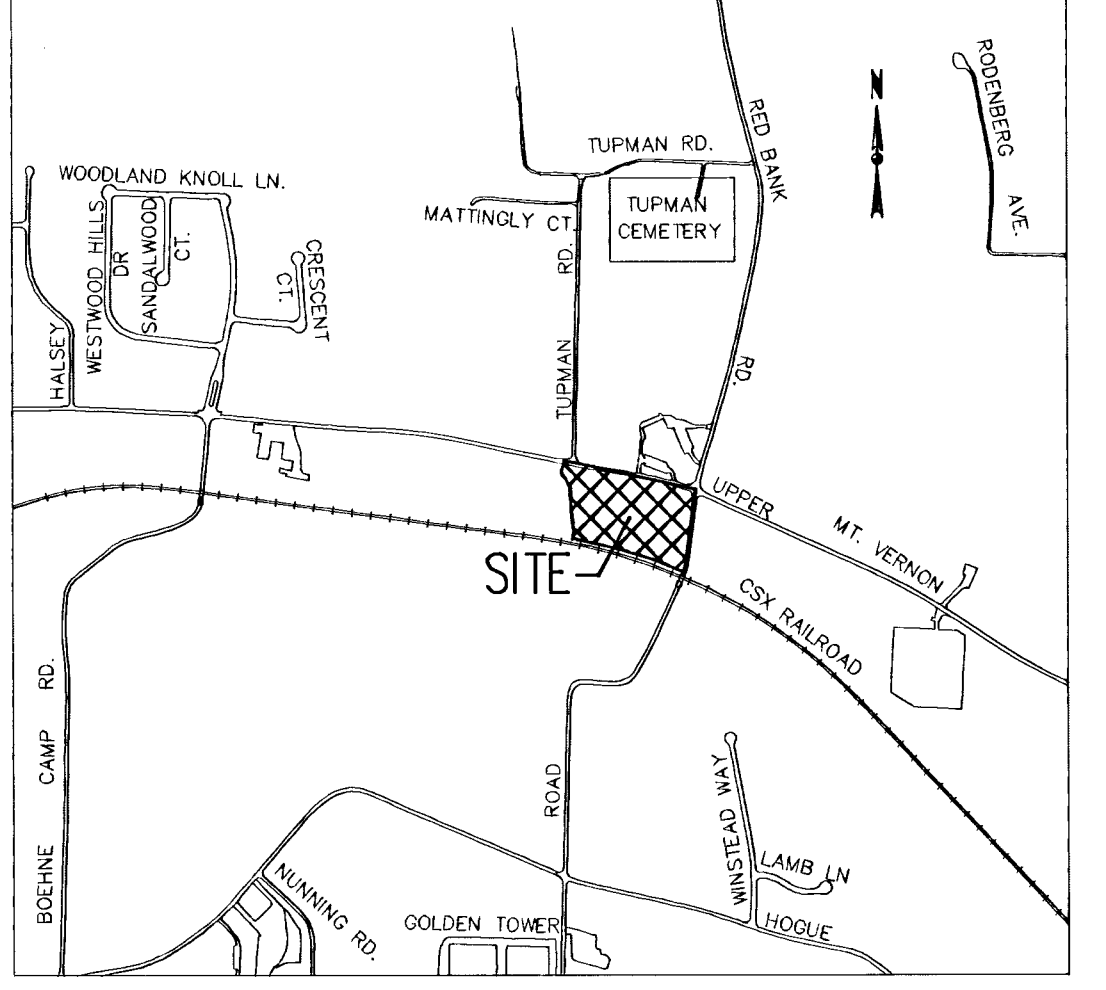 RODENBERG
AVE.
N
RED BANK
RD.
TUPMAN RD.
WOODLAND KNOLL LN.
TUPMAN
CEMETERY
MATTINGLY CT.
WESTWOOD HILLS
DR
SANDALWOOD
CT.
CRESCENT
CT.
HALSEY
TUPMAN RD.
UPPER MT. VERNON
SITE
CSX RAILROAD
BOEHNE CAMP RD.
ROAD
WINSTEAD WAY
LAMB LN
NUNNING RD.
GOLDEN TOWER
HOGUE